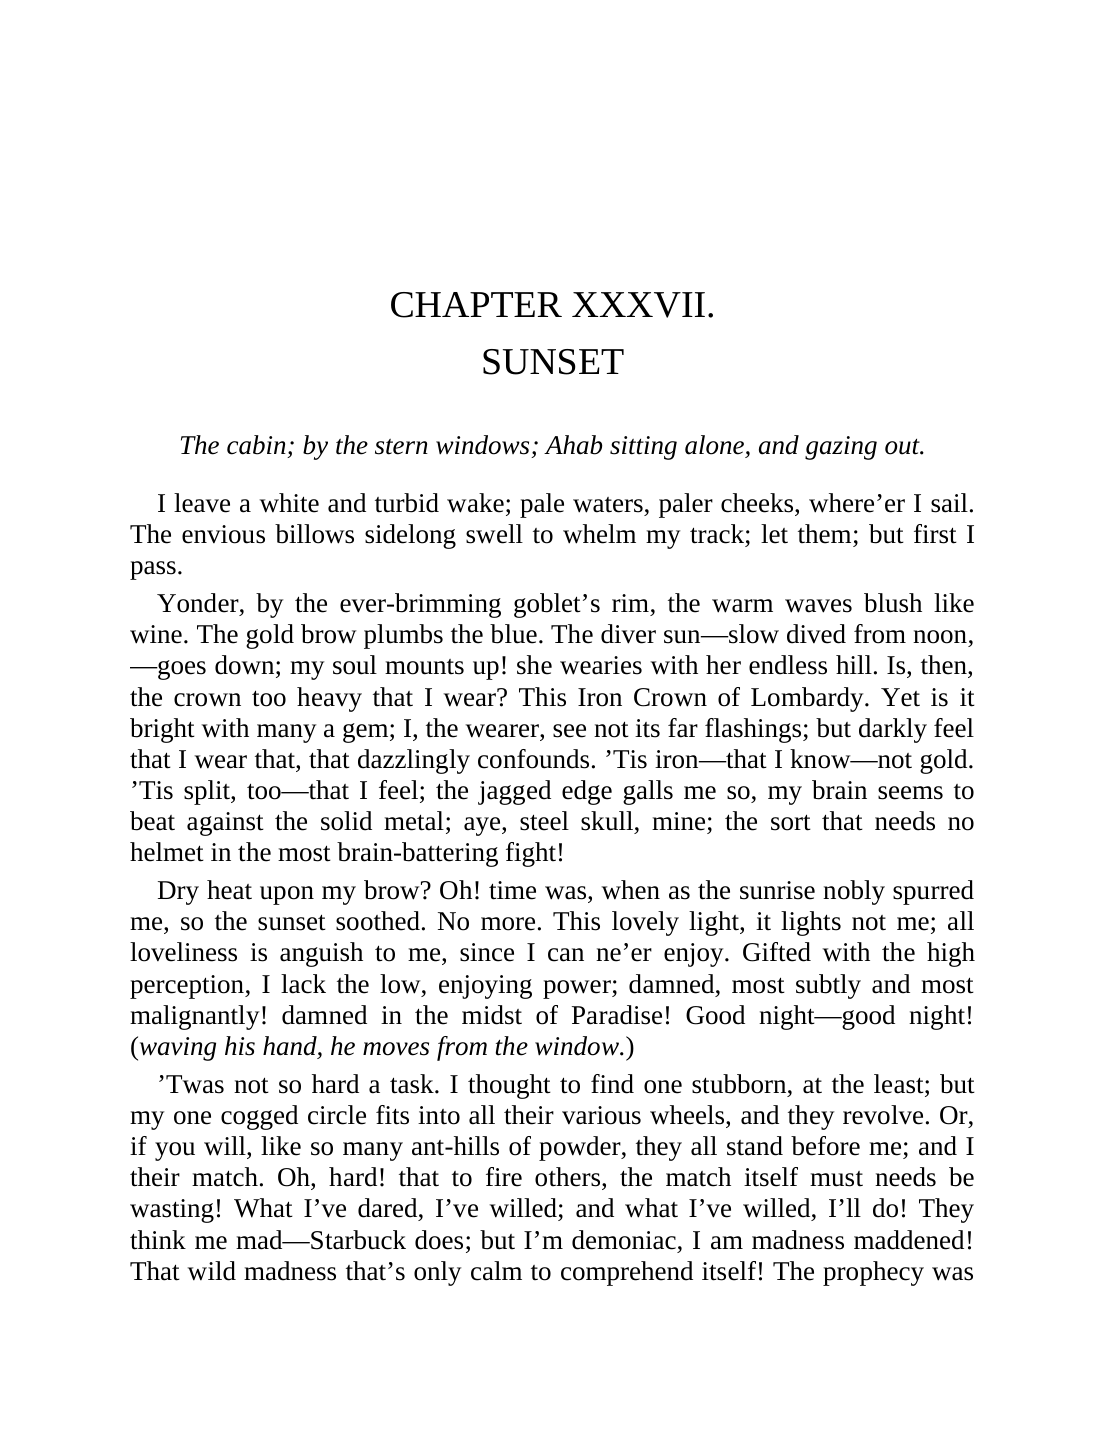 CHAPTER XXXVII.
SUNSET
The cabin; by the stern windows; Ahab sitting alone, and gazing out.
I leave a white and turbid wake; pale waters, paler cheeks, where’er I sail.
The envious billows sidelong swell to whelm my track; let them; but first I
pass.
Yonder, by the ever-brimming goblet’s rim, the warm waves blush like
wine. The gold brow plumbs the blue. The diver sun—slow dived from noon,
—goes down; my soul mounts up! she wearies with her endless hill. Is, then,
the crown too heavy that I wear? This Iron Crown of Lombardy. Yet is it
bright with many a gem; I, the wearer, see not its far flashings; but darkly feel
that I wear that, that dazzlingly confounds. ’Tis iron—that I know—not gold.
’Tis split, too—that I feel; the jagged edge galls me so, my brain seems to
beat against the solid metal; aye, steel skull, mine; the sort that needs no
helmet in the most brain-battering fight!
Dry heat upon my brow? Oh! time was, when as the sunrise nobly spurred
me, so the sunset soothed. No more. This lovely light, it lights not me; all
loveliness is anguish to me, since I can ne’er enjoy. Gifted with the high
perception, I lack the low, enjoying power; damned, most subtly and most
malignantly! damned in the midst of Paradise! Good night—good night!
(waving his hand, he moves from the window.)
’Twas not so hard a task. I thought to find one stubborn, at the least; but
my one cogged circle fits into all their various wheels, and they revolve. Or,
if you will, like so many ant-hills of powder, they all stand before me; and I
their match. Oh, hard! that to fire others, the match itself must needs be
wasting! What I’ve dared, I’ve willed; and what I’ve willed, I’ll do! They
think me mad—Starbuck does; but I’m demoniac, I am madness maddened!
That wild madness that’s only calm to comprehend itself! The prophecy was